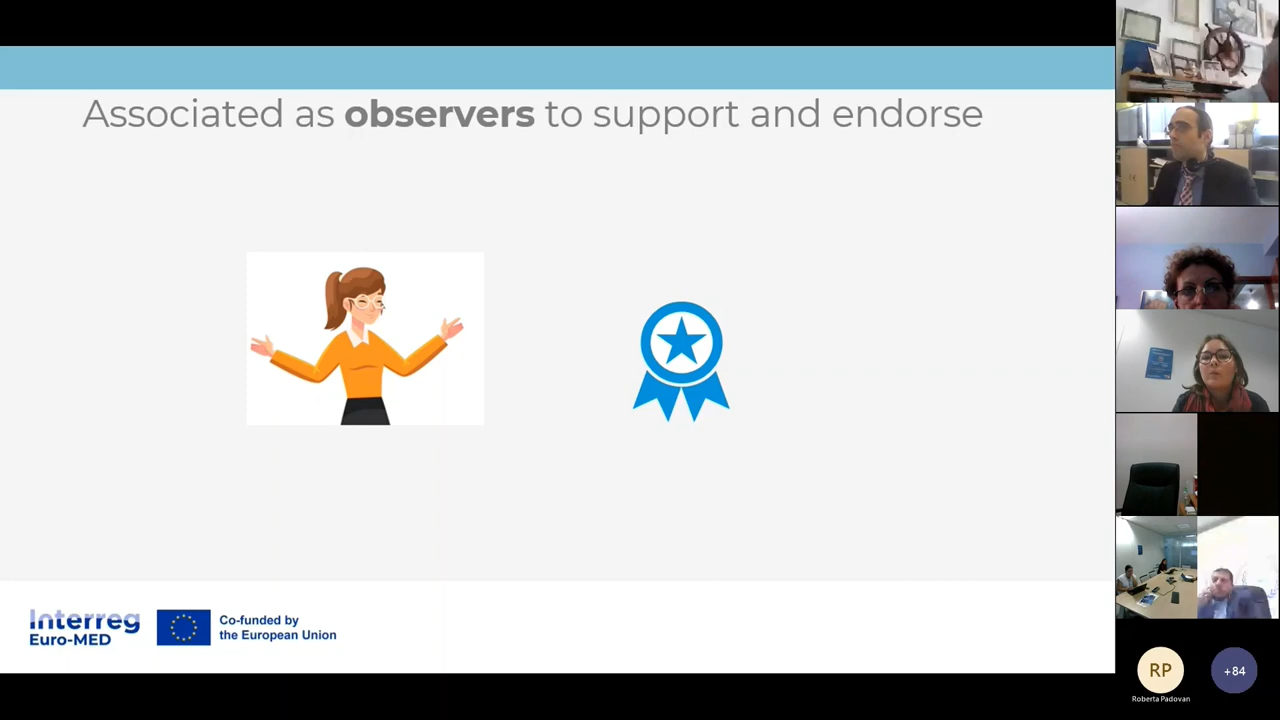 Associated as observers to support and endorse
Interreg
Euro-MED
Co-funded by
the European Union
RP
Roberta Padovan
+84